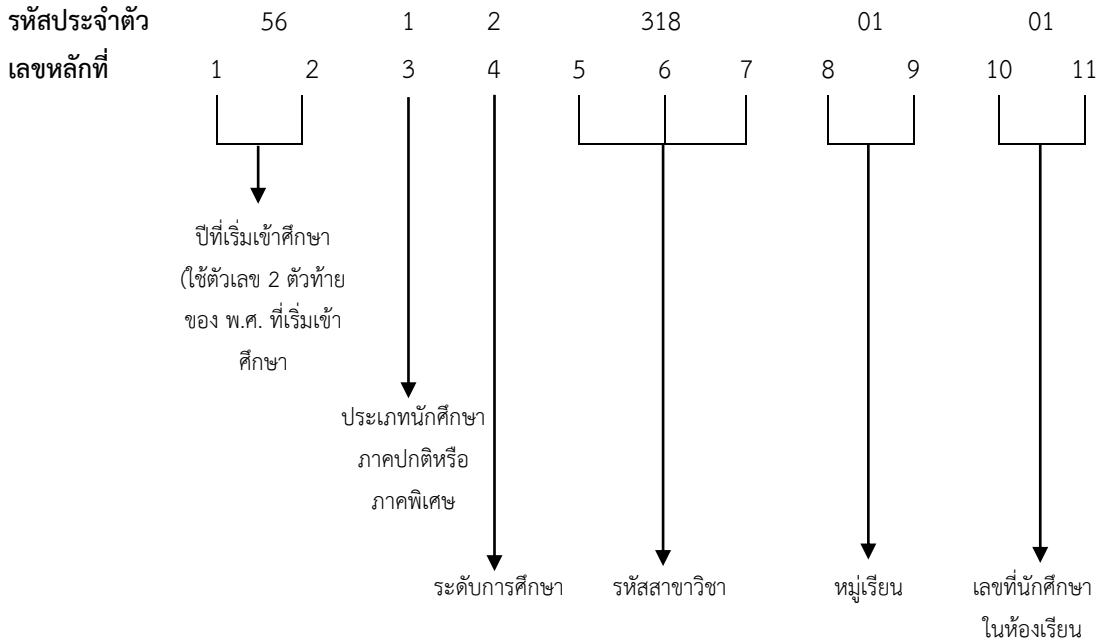 รหัสประจำตัว 56 1 2 318 01 01
เลขหลักที่ 1 2 3 4 5 6 7 8 9 10 11
ปีที่เริ่มเข้าศึกษา
(ใช้ตัวเลข 2 ตัวท้าย
ของ พ.ศ. ที่เริ่มเข้า
ศึกษา
ประเภทนักศึกษา
ภาคปกติหรือ
ภาคพิเศษ
ระดับการศึกษา
รหัสสาขาวิชา
หมู่เรียน
เลขที่นักศึกษา
ในห้องเรียน